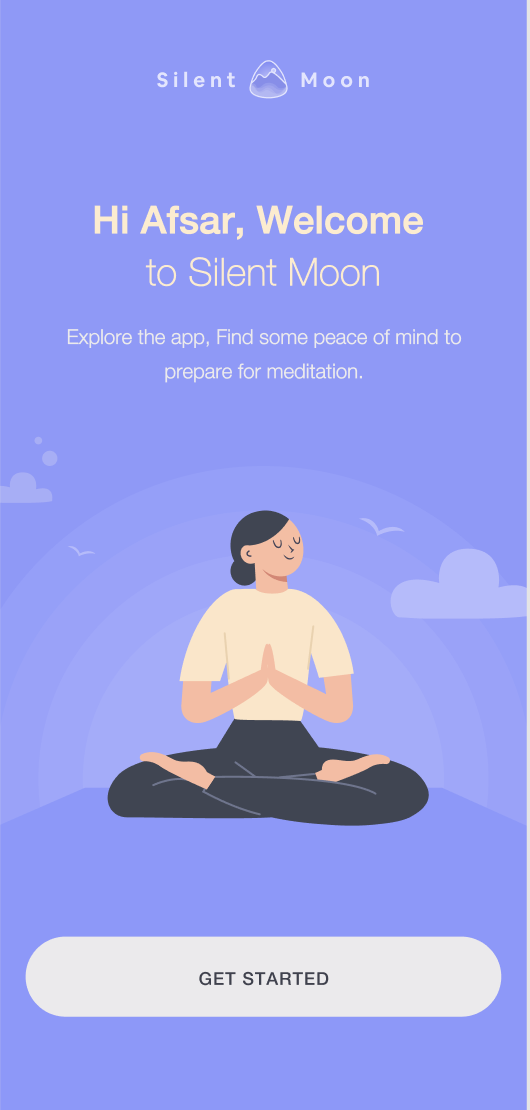 Silent Moon
Hi Afsar, Welcome
to Silent Moon
Explore the app, Find some peace of mind to
prepare for meditation.
GET STARTED